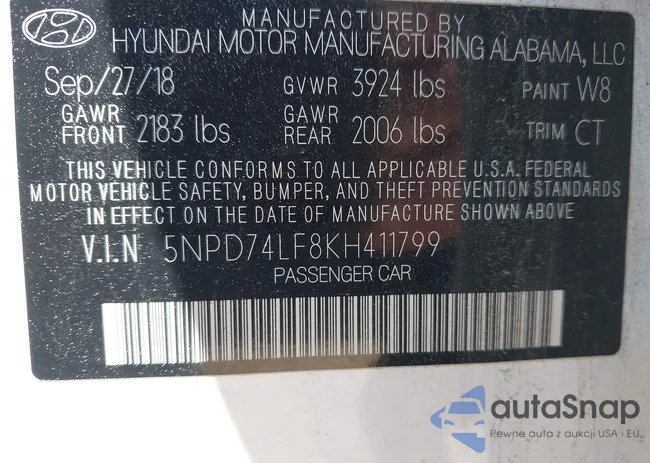 MANUFACTURED BY
HYUNDAI MOTOR MANUFACTURING ALABAMA, LLC
Sep/27/18 GVWR 3924 lbs PAINT W8
GAWR FRONT 2183 lbs GAWR REAR 2006 lbs TRIM CT
THIS VEHICLE CONFORMS TO ALL APPLICABLE U.S.A. FEDERAL
MOTOR VEHICLE SAFETY, BUMPER, AND THEFT PREVENTION STANDARDS
IN EFFECT ON THE DATE OF MANUFACTURE SHOWN ABOVE
V.I.N 5NPD74LF8KH411799
PASSENGER CAR
autoSnap
Pewne auta z aukcji USA i EU